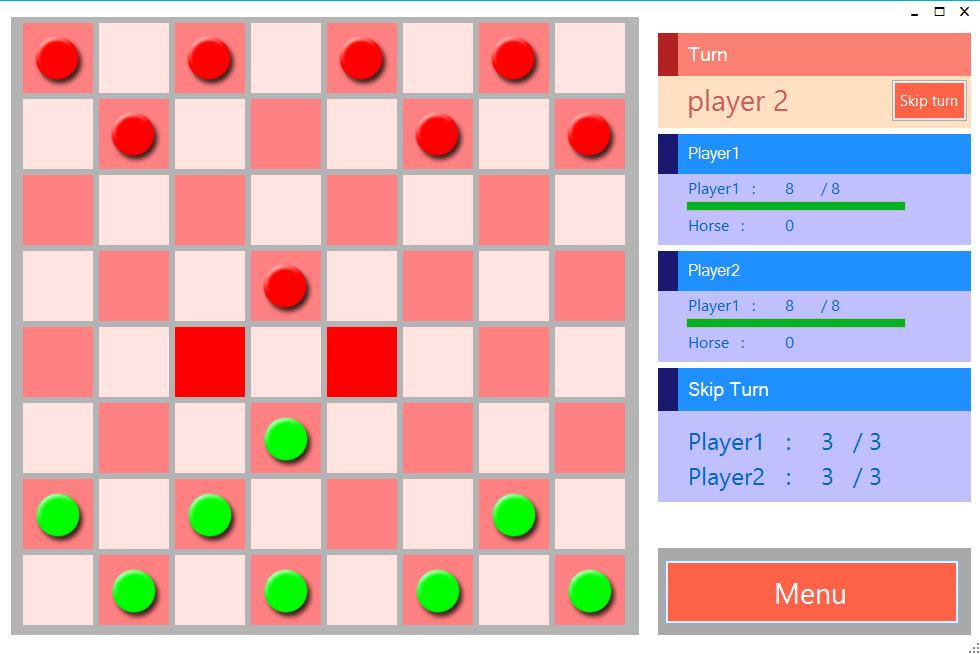 Turn
player 2 Skip turn
Player1
Player1 : 8 / 8
Horse : 0
Player2
Player1 : 8 / 8
Horse : 0
Skip Turn
Player1 : 3 / 3
Player2 : 3 / 3
Menu